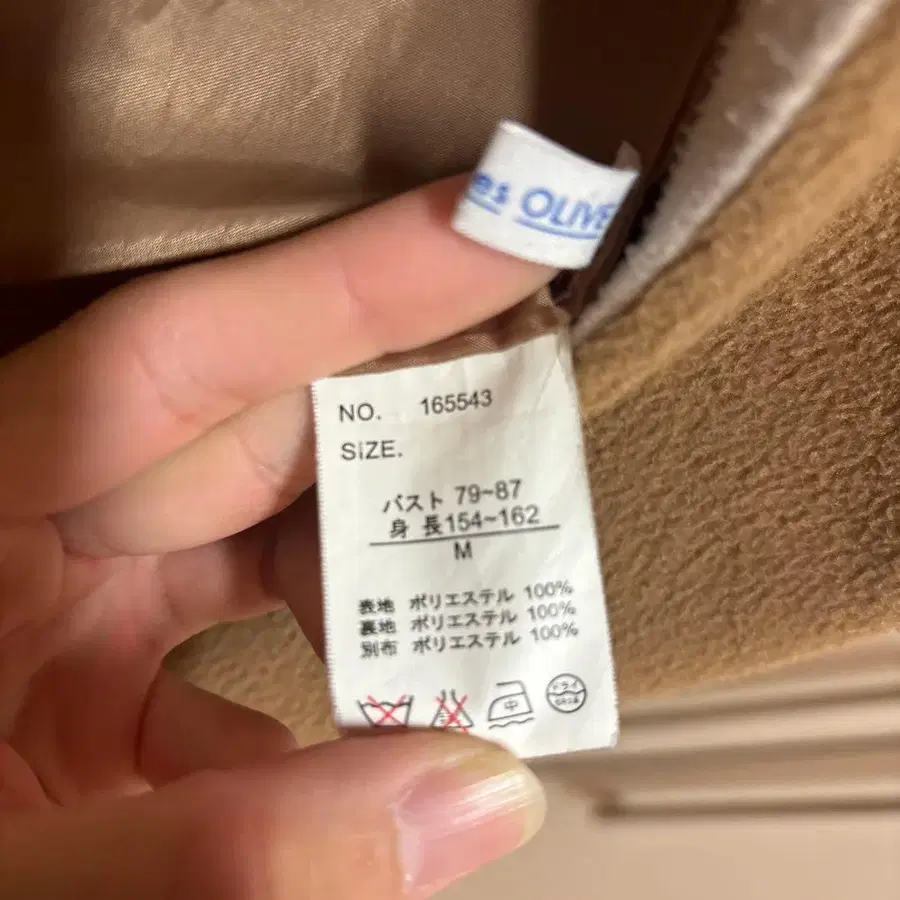 es OLIVE
NO. 165543
SIZE.
バスト 79~87
身長154~162
M
表地 ポリエステル 100%
裏地 ポリエステル 100%
別布 ポリエステル 100%
中
ドライ